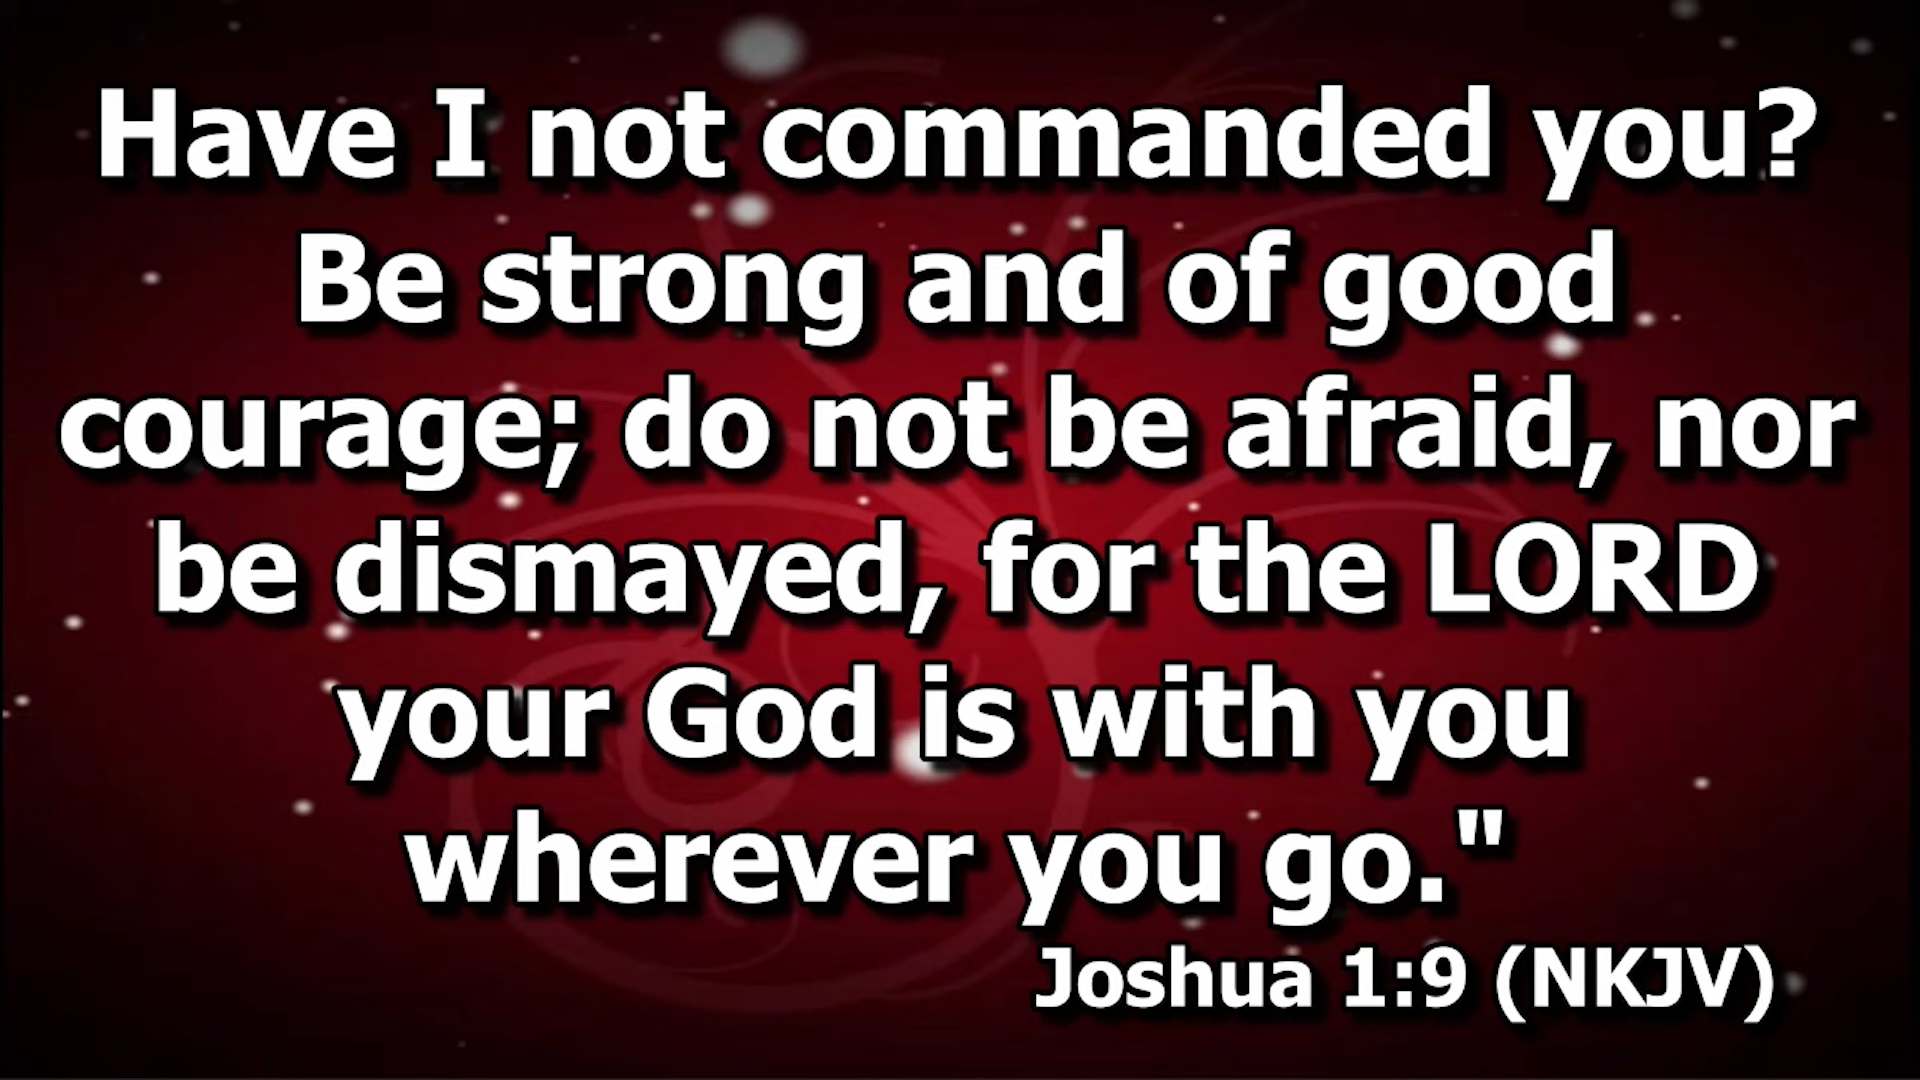 Have I not commanded you?
Be strong and of good
courage; do not be afraid, nor
be dismayed, for the LORD
your God is with you
wherever you go."
Joshua 1:9 (NKJV)